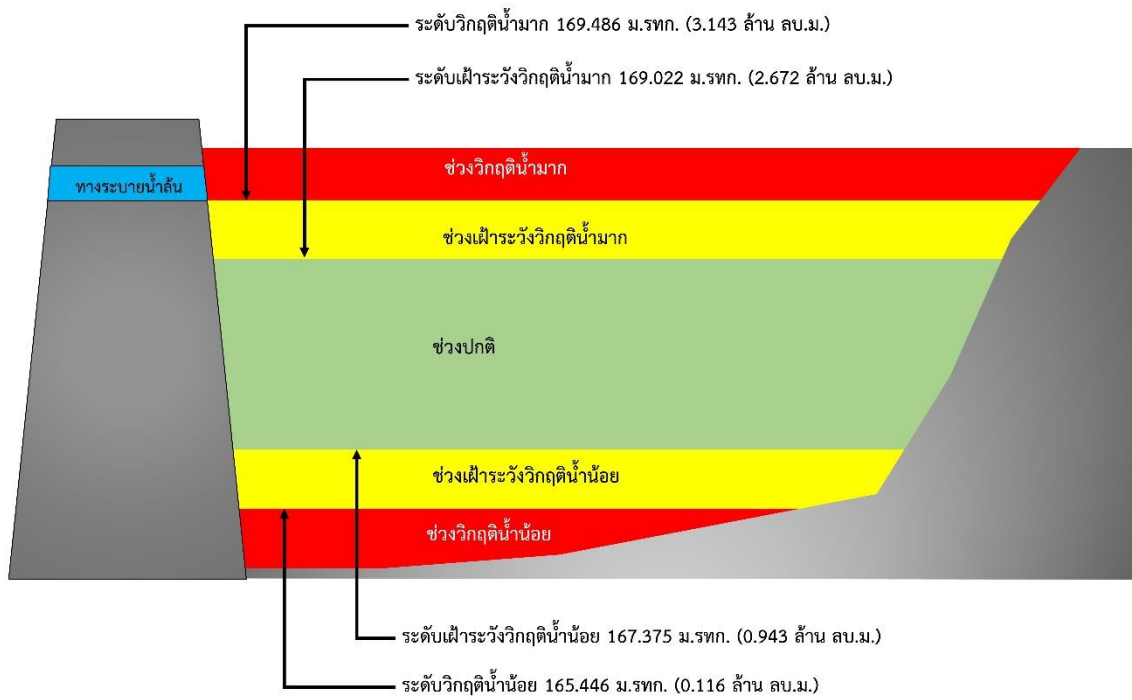 ระดับวิกฤติน้ำมาก 169.486 ม.รทก. (3.143 ล้าน ลบ.ม.)
ระดับเฝ้าระวังวิกฤติน้ำมาก 169.022 ม.รทก. (2.672 ล้าน ลบ.ม.)
ช่วงวิกฤติน้ำมาก
ทางระบายน้ำล้น
ช่วงเฝ้าระวังวิกฤติน้ำมาก
ช่วงปกติ
ช่วงเฝ้าระวังวิกฤติน้ำน้อย
ช่วงวิกฤติน้ำน้อย
ระดับเฝ้าระวังวิกฤติน้ำน้อย 167.375 ม.รทก. (0.943 ล้าน ลบ.ม.)
ระดับวิกฤติน้ำน้อย 165.446 ม.รทก. (0.116 ล้าน ลบ.ม.)